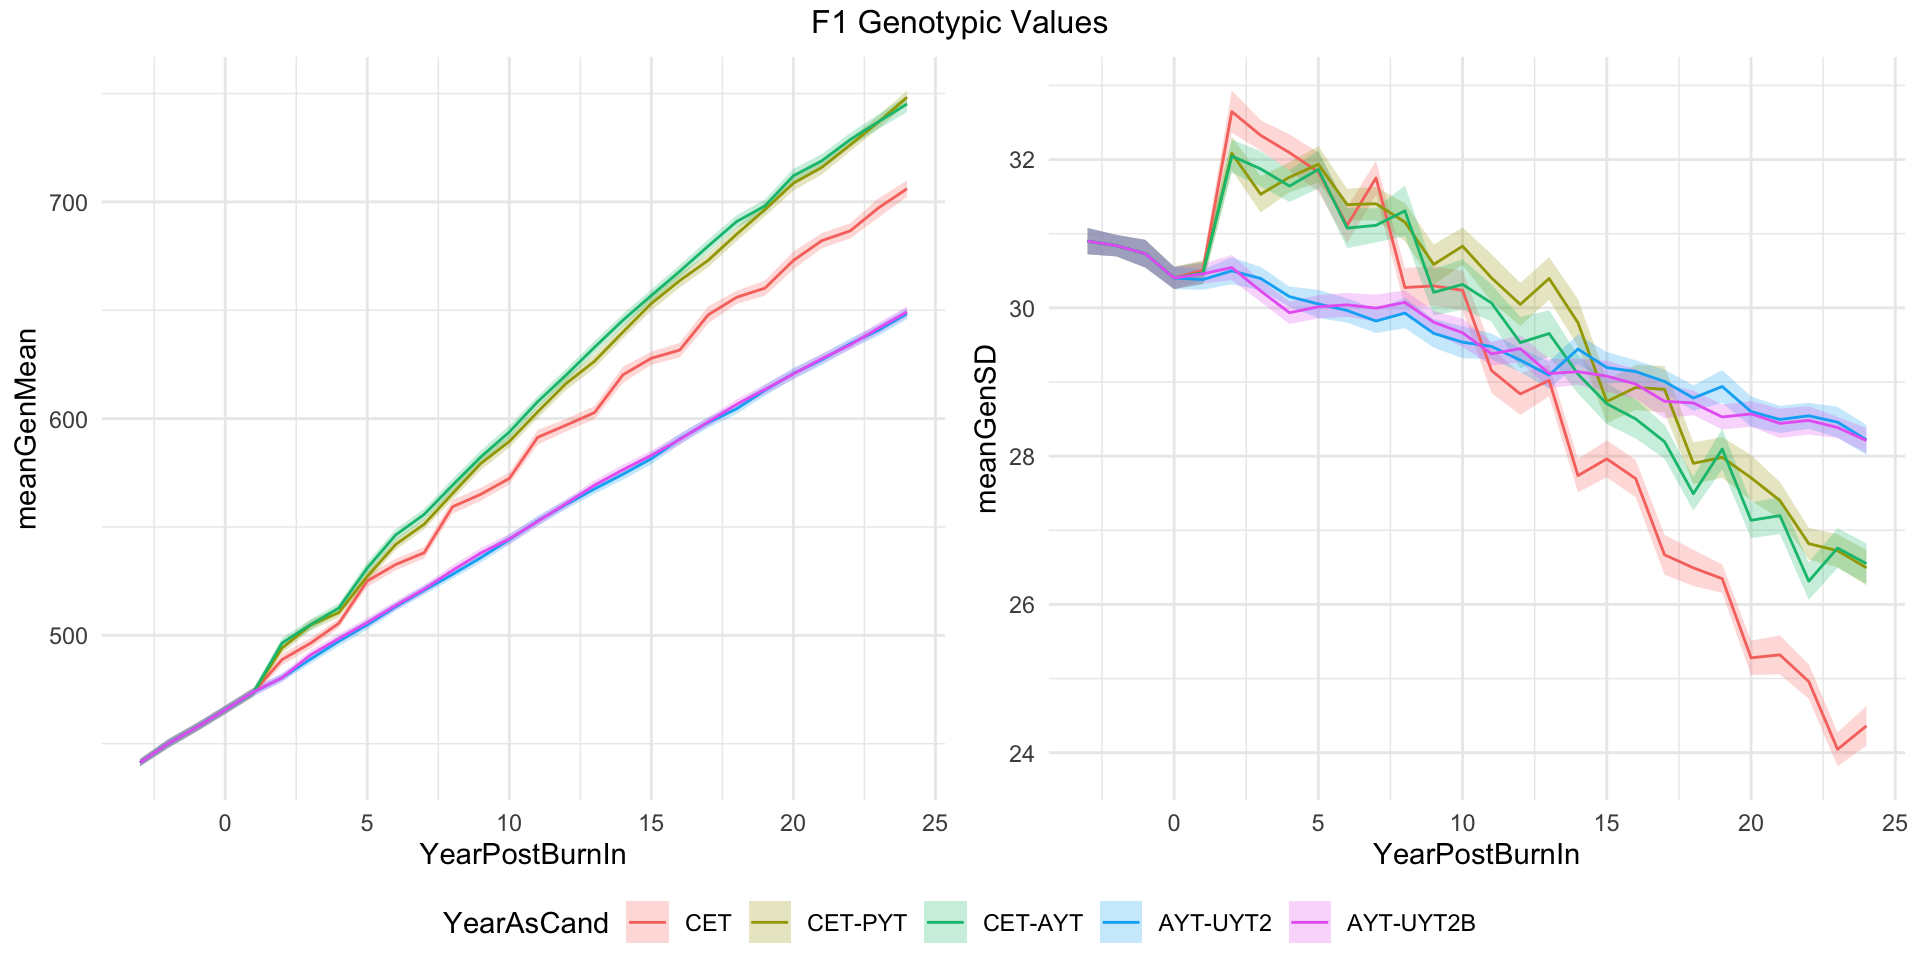 F1 Genotypic Values
meanGenMean
700
600
500
0 5 10 15 20 25
YearPostBurnIn
meanGenSD
32
30
28
26
24
0 5 10 15 20 25
YearPostBurnIn
YearAsCand CET CET-PYT CET-AYT AYT-UYT2 AYT-UYT2B